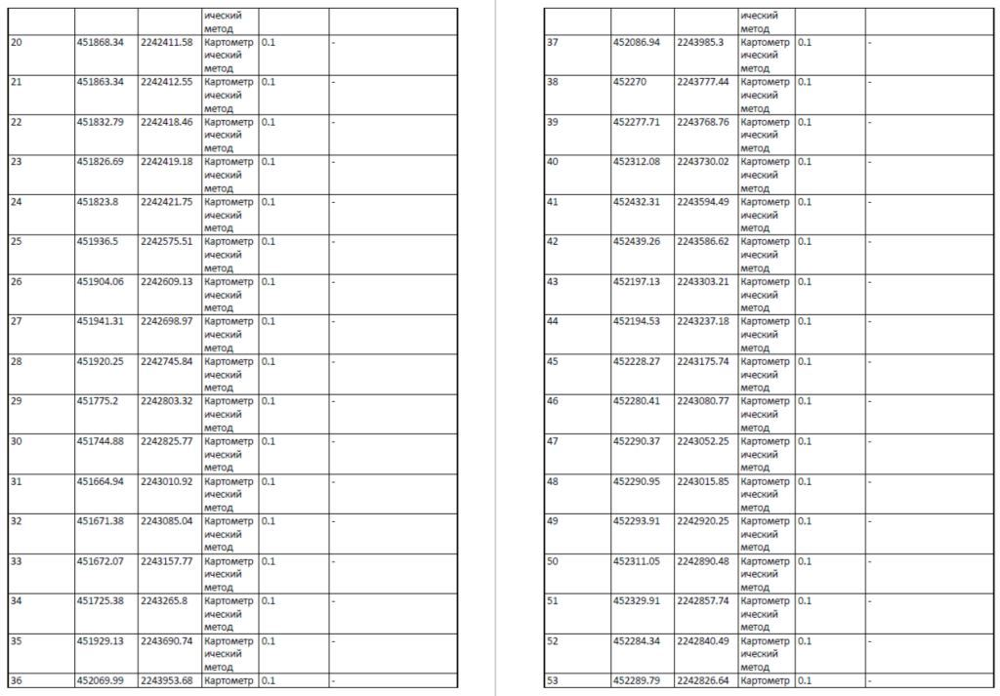 ический
метод
20 451868.34 2242411.58 Картометр 0.1 -
ический
метод
21 451863.34 2242412.55 Картометр 0.1 -
ический
метод
22 451832.79 2242418.46 Картометр 0.1 -
ический
метод
23 451826.69 2242419.18 Картометр 0.1 -
ический
метод
24 451823.8 2242421.75 Картометр 0.1 -
ический
метод
25 451936.5 2242575.51 Картометр 0.1 -
ический
метод
26 451904.06 2242609.13 Картометр 0.1 -
ический
метод
27 451941.31 2242698.97 Картометр 0.1 -
ический
метод
28 451920.25 2242745.84 Картометр 0.1 -
ический
метод
29 451775.2 2242803.32 Картометр 0.1 -
ический
метод
30 451744.88 2242825.77 Картометр 0.1 -
ический
метод
31 451664.94 2243010.92 Картометр 0.1 -
ический
метод
32 451671.38 2243085.04 Картометр 0.1 -
ический
метод
33 451672.07 2243157.77 Картометр 0.1 -
ический
метод
34 451725.38 2243265.8 Картометр 0.1 -
ический
метод
35 451929.13 2243690.74 Картометр 0.1 -
ический
метод
36 452069.99 2243953.68 Картометр 0.1 -
ический
метод
37 452086.94 2243985.3 Картометр 0.1 -
ический
метод
38 452270 2243777.44 Картометр 0.1 -
ический
метод
39 452277.71 2243768.76 Картометр 0.1 -
ический
метод
40 452312.08 2243730.02 Картометр 0.1 -
ический
метод
41 452432.31 2243594.49 Картометр 0.1 -
ический
метод
42 452439.26 2243586.62 Картометр 0.1 -
ический
метод
43 452197.13 2243303.21 Картометр 0.1 -
ический
метод
44 452194.53 2243237.18 Картометр 0.1 -
ический
метод
45 452228.27 2243175.74 Картометр 0.1 -
ический
метод
46 452280.41 2243080.77 Картометр 0.1 -
ический
метод
47 452290.37 2243052.25 Картометр 0.1 -
ический
метод
48 452290.95 2243015.85 Картометр 0.1 -
ический
метод
49 452293.91 2242920.25 Картометр 0.1 -
ический
метод
50 452311.05 2242890.48 Картометр 0.1 -
ический
метод
51 452329.91 2242857.74 Картометр 0.1 -
ический
метод
52 452284.34 2242840.49 Картометр 0.1 -
ический
метод
53 452289.79 2242826.64 Картометр 0.1 -